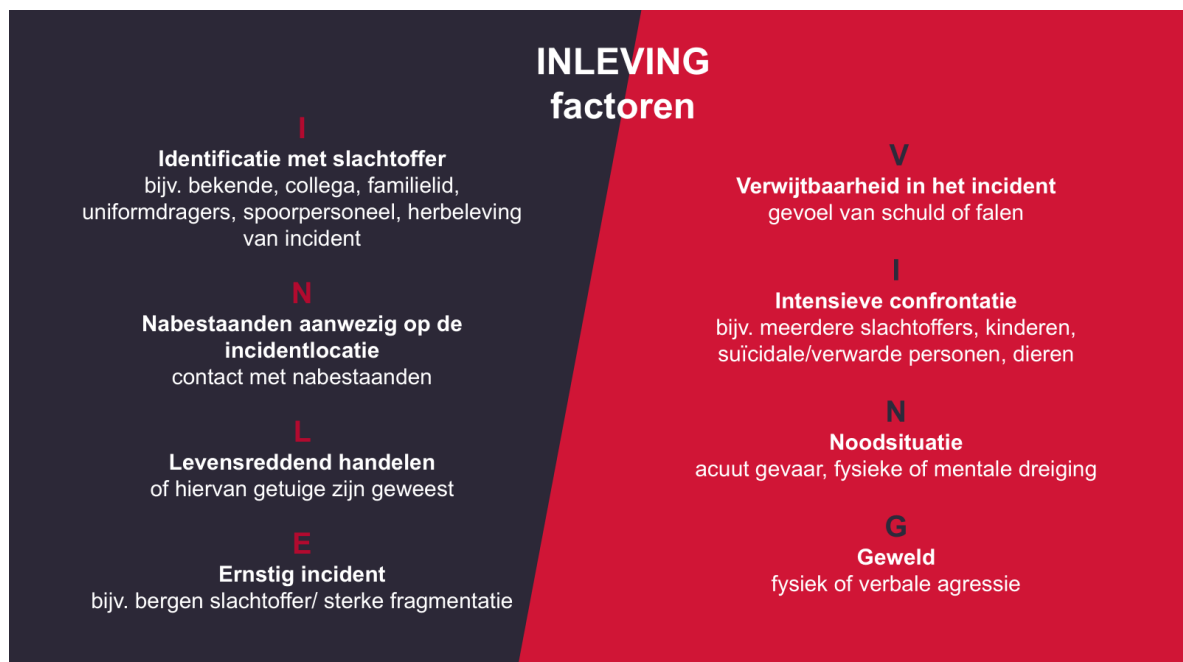 INLEVING
factoren
I
Identificatie met slachtoffer
bijv. bekende, collega, familielid,
uniformdragers, spoorpersoneel, herbeleving
van incident
N
Nabestaanden aanwezig op de
incidentlocatie
contact met nabestaanden
L
Levensreddend handelen
of hiervan getuige zijn geweest
E
Ernstig incident
bijv. bergen slachtoffer/ sterke fragmentatie
V
Verwijtbaarheid in het incident
gevoel van schuld of falen
I
Intensieve confrontatie
bijv. meerdere slachtoffers, kinderen,
suïcidale/verwarde personen, dieren
N
Noodsituatie
acuut gevaar, fysieke of mentale dreiging
G
Geweld
fysiek of verbale agressie